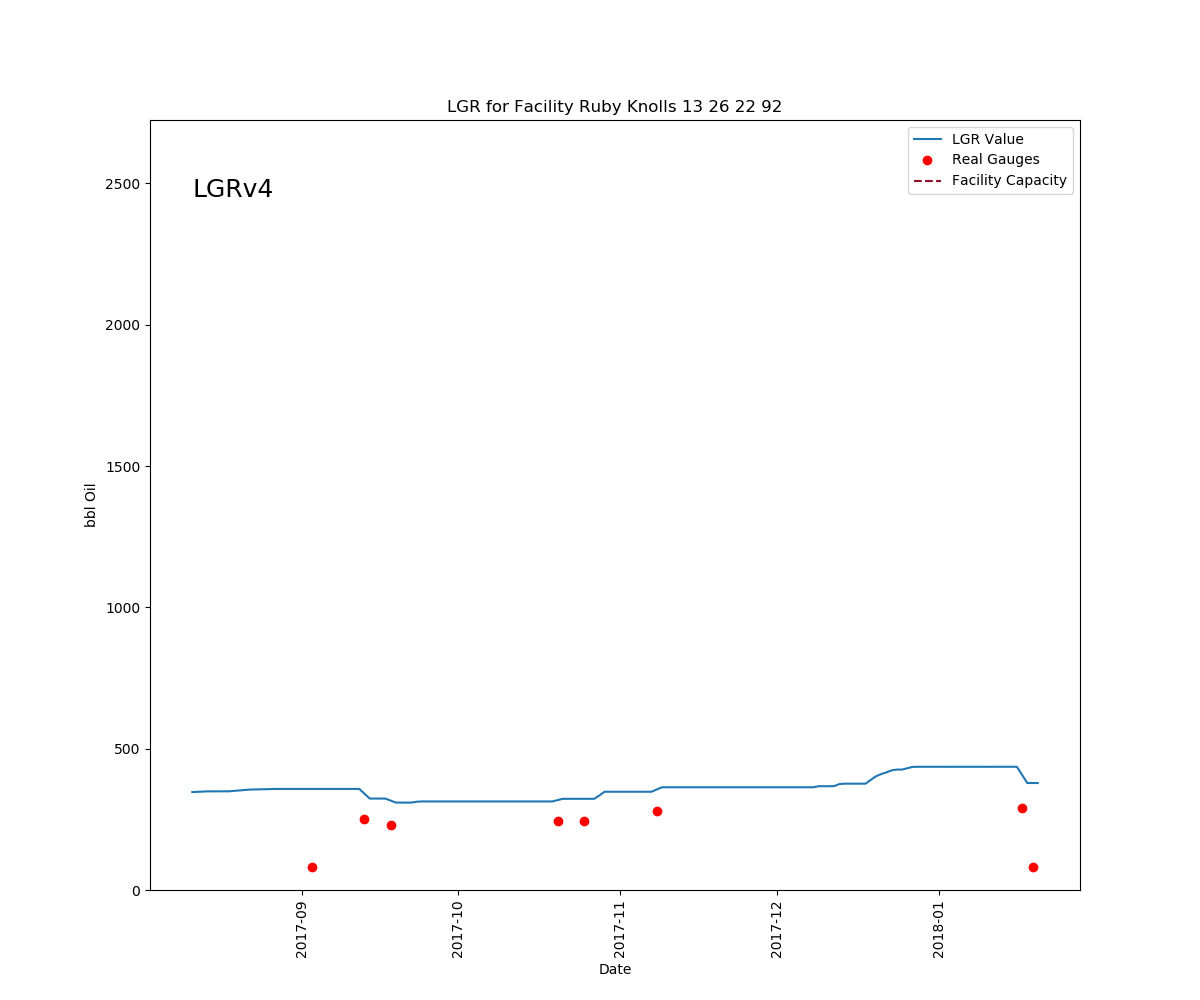 LGR for Facility Ruby Knolls 13 26 22 92
LGRv4
LGR Value
Real Gauges
Facility Capacity
bbl Oil
2500
2000
1500
1000
500
0
2017-09
2017-10
2017-11
2017-12
2018-01
Date